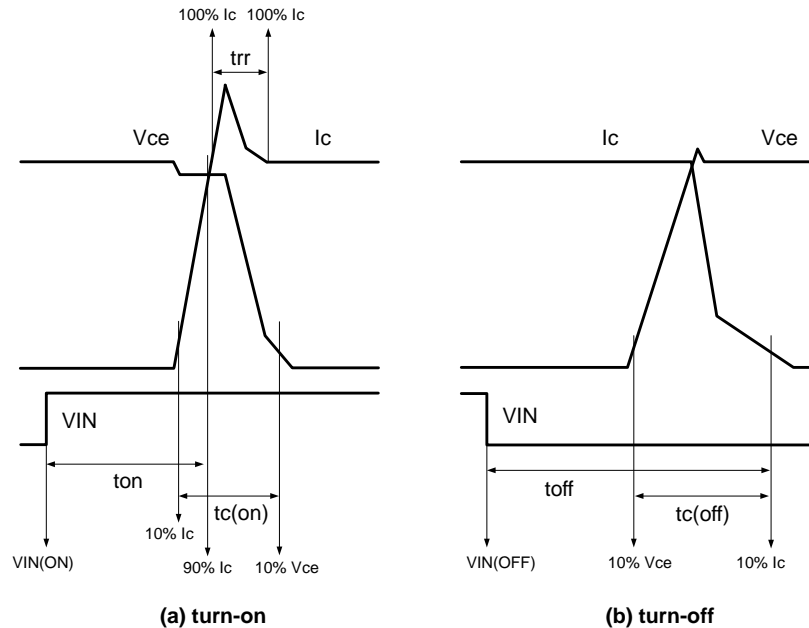 100% Ic 100% Ic
trr
Vce Ic
VIN
ton
tc(on)
10% Ic
VIN(ON)
90% Ic 10% Vce
(a) turn-on
Ic Vce
VIN
toff
tc(off)
VIN(OFF) 10% Vce 10% Ic
(b) turn-off